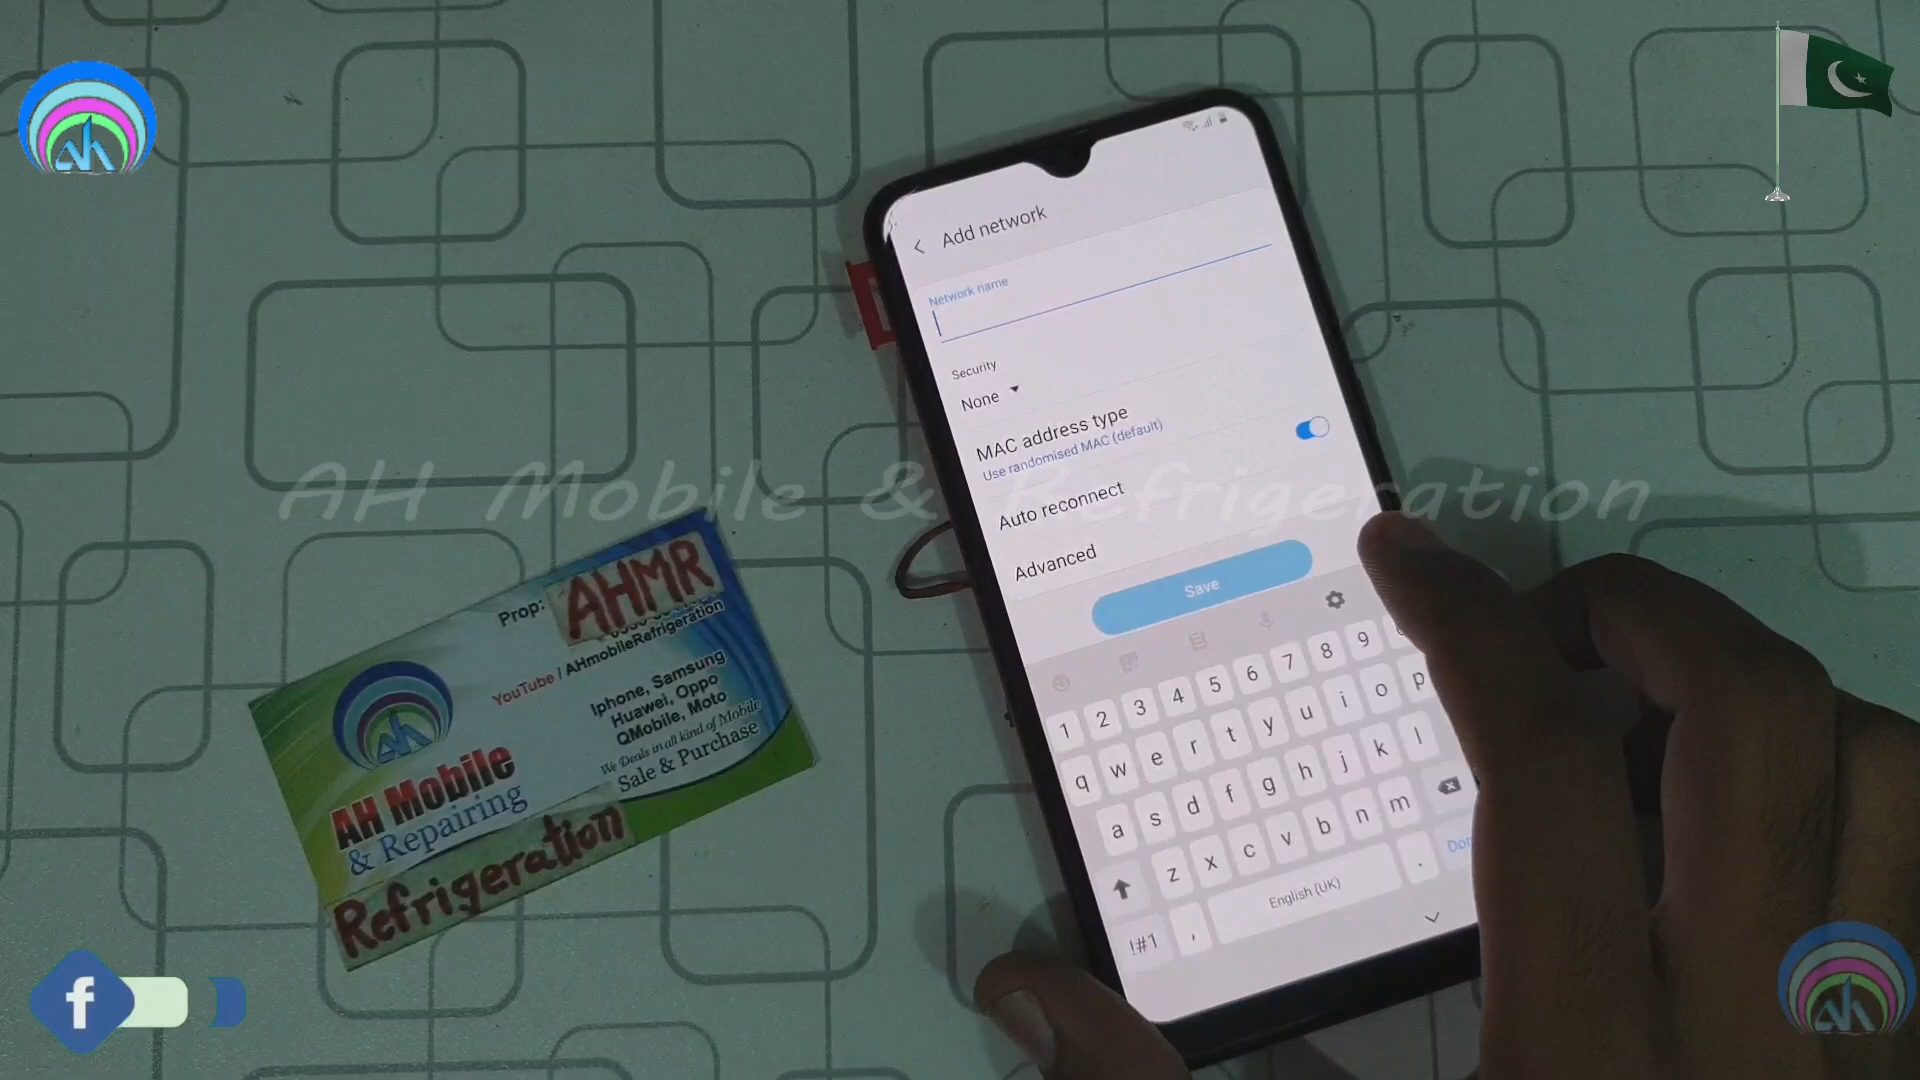 Add network
Network name
Security
None
MAC address type
Use randomised MAC (default)
Auto reconnect
Advanced
Save
1 2 3 4 5 6 7 8 9
q w e r t y u i o p
a s d f g h j k l
z x c v b n m
!#1 , English (UK) .
AH Mobile & Refrigeration
Prop: AHMR
YouTube / AHmobileRefrigeration
Iphone, Samsung
Huawei, Oppo
QMobile, Moto
We Deals in all kind of Mobile
Sale & Purchase
AH Mobile
& Repairing
Refrigeration
f